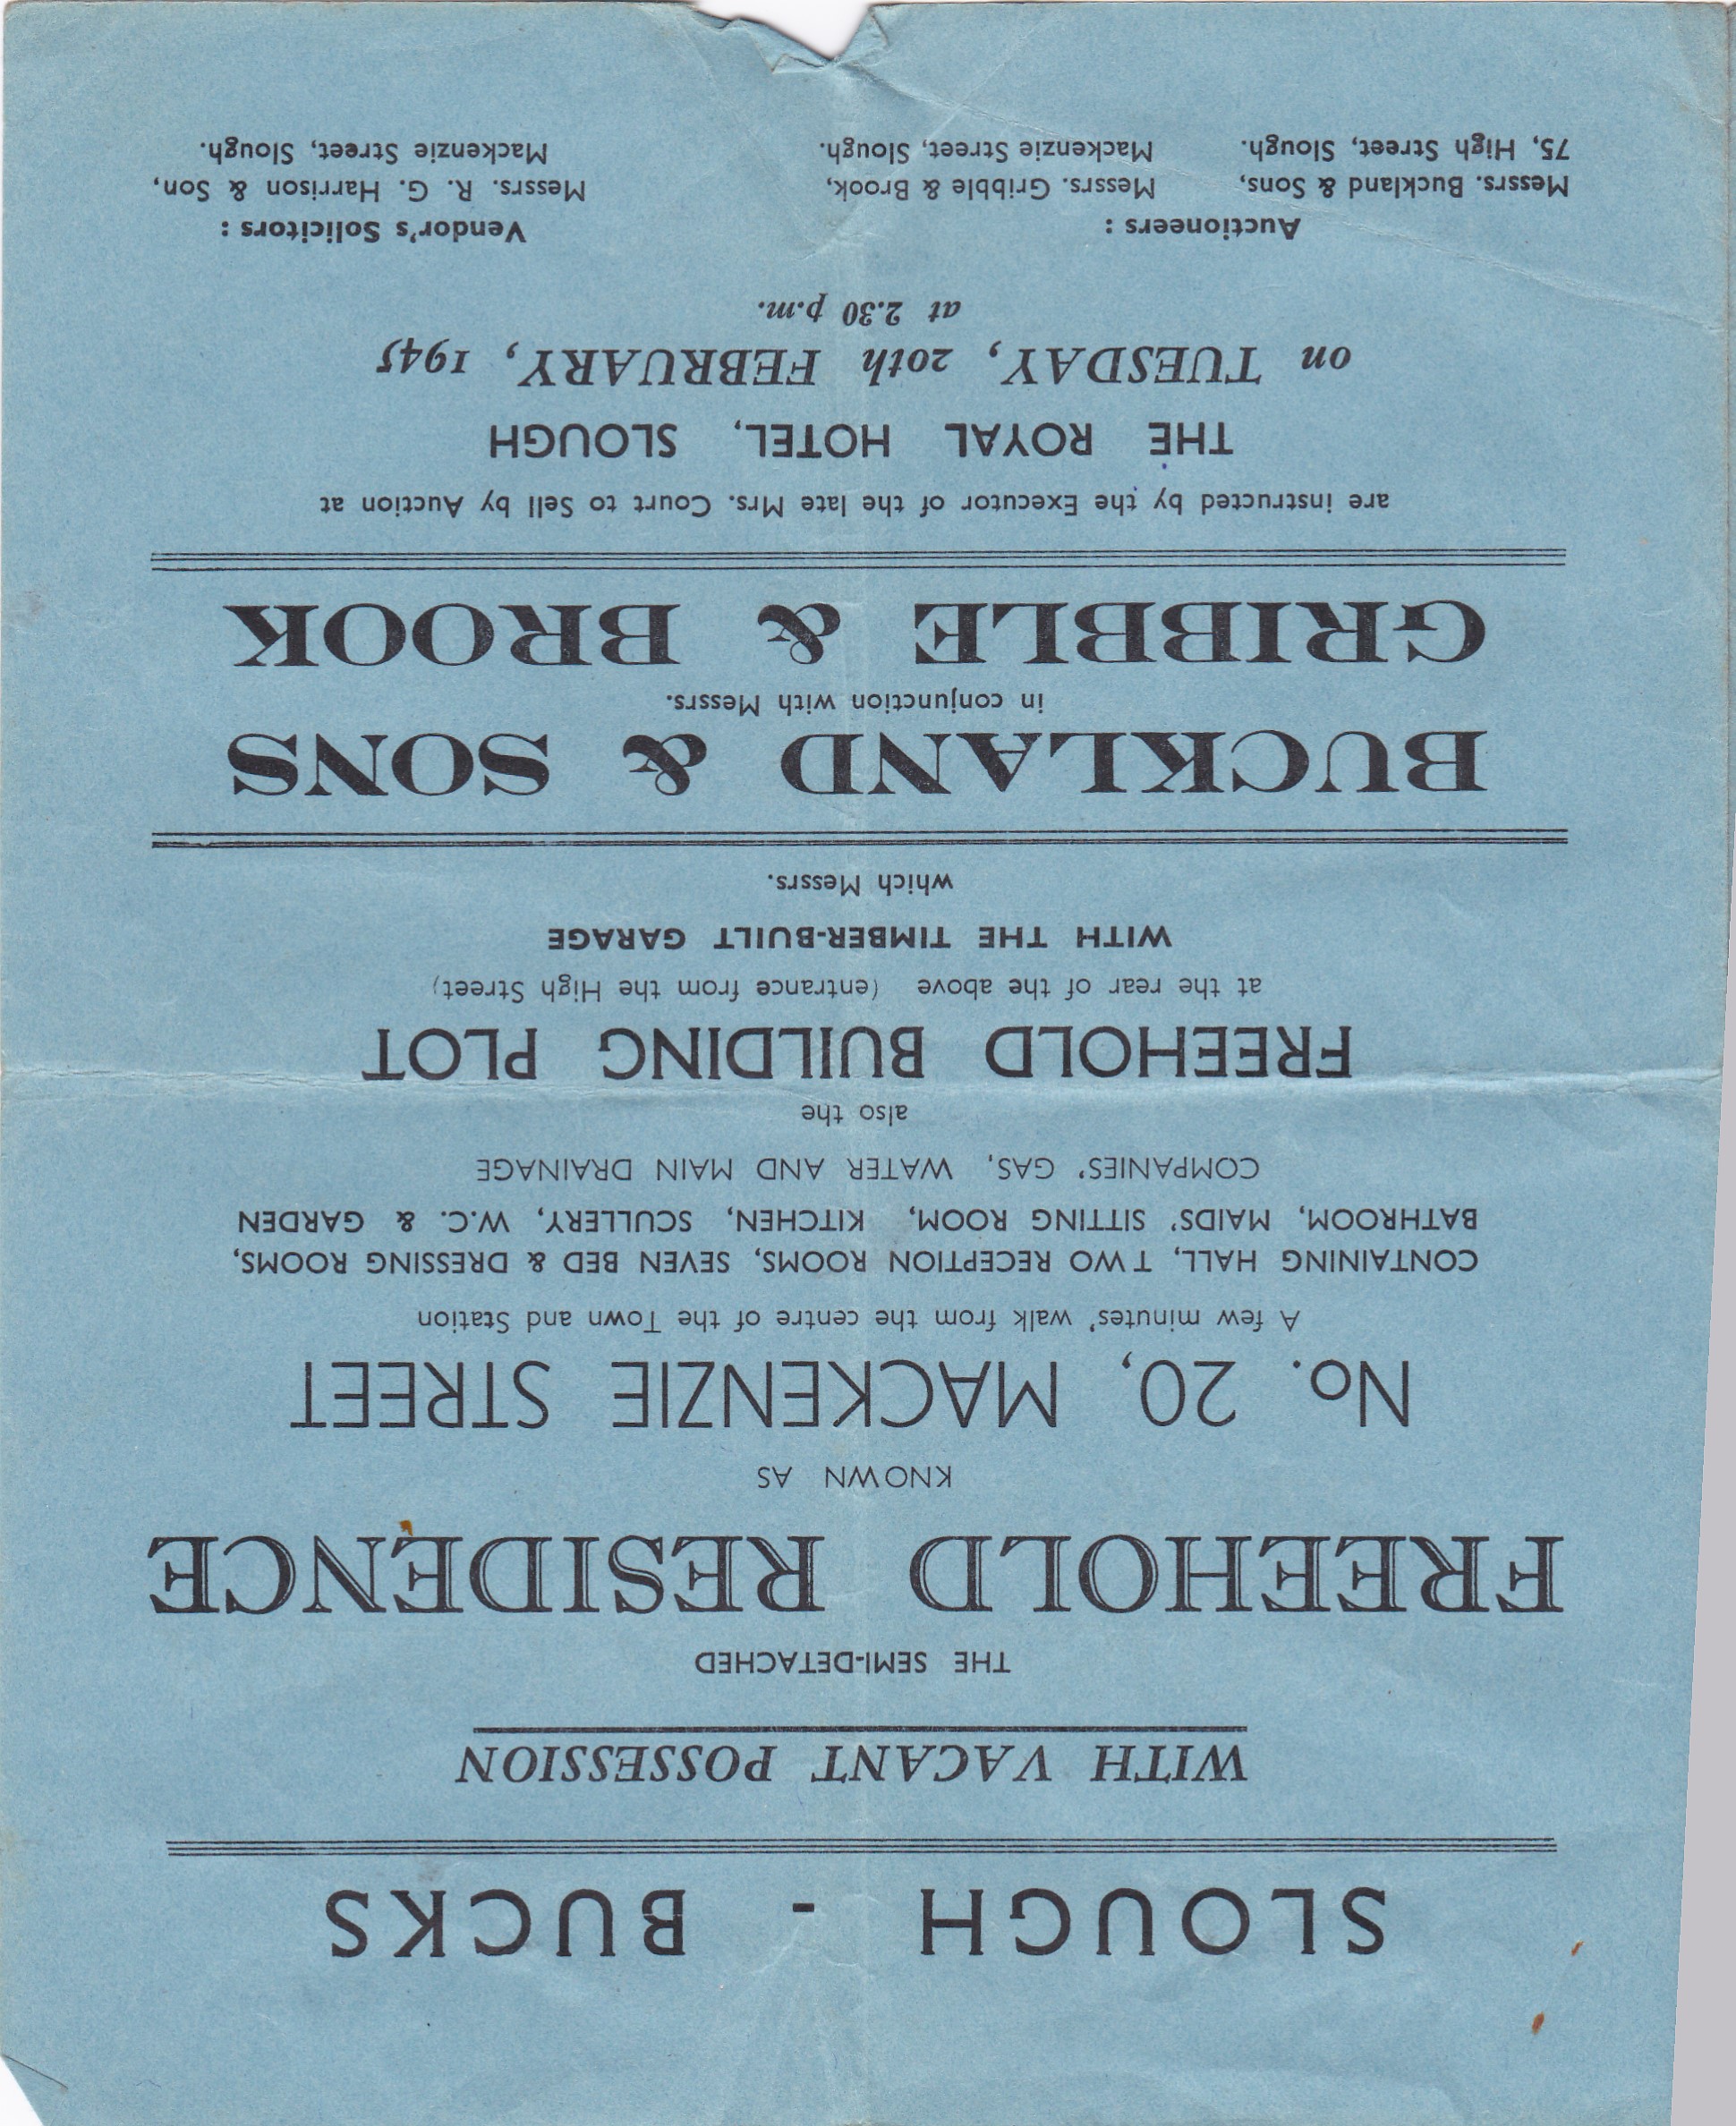 SLOUGH - BUCKS
WITH VACANT POSSESSION
THE SEMI-DETACHED
FREEHOLD RESIDENCE
KNOWN AS
No. 20, MACKENZIE STREET
A few minutes' walk from the centre of the Town and Station
CONTAINING HALL, TWO RECEPTION ROOMS, SEVEN BED & DRESSING ROOMS,
BATHROOM, MAIDS' SITTING ROOM, KITCHEN, SCULLERY, W.C. & GARDEN
COMPANIES' GAS, WATER AND MAIN DRAINAGE
also the
FREEHOLD BUILDING PLOT
at the rear of the above (entrance from the High Street)
WITH THE TIMBER-BUILT GARAGE
which Messrs.
BUCKLAND & SONS
in conjunction with Messrs.
GRIBBLE & BROOK
are instructed by the Executor of the late Mrs. Court to Sell by Auction at
THE ROYAL HOTEL, SLOUGH
on TUESDAY, 20th FEBRUARY, 1945
at 2.30 p.m.
Auctioneers :
Messrs. Buckland & Sons,
75, High Street, Slough.
Messrs. Gribble & Brook,
Mackenzie Street, Slough.
Vendor's Solicitors :
Messrs. R. G. Harrison & Son,
Mackenzie Street, Slough.